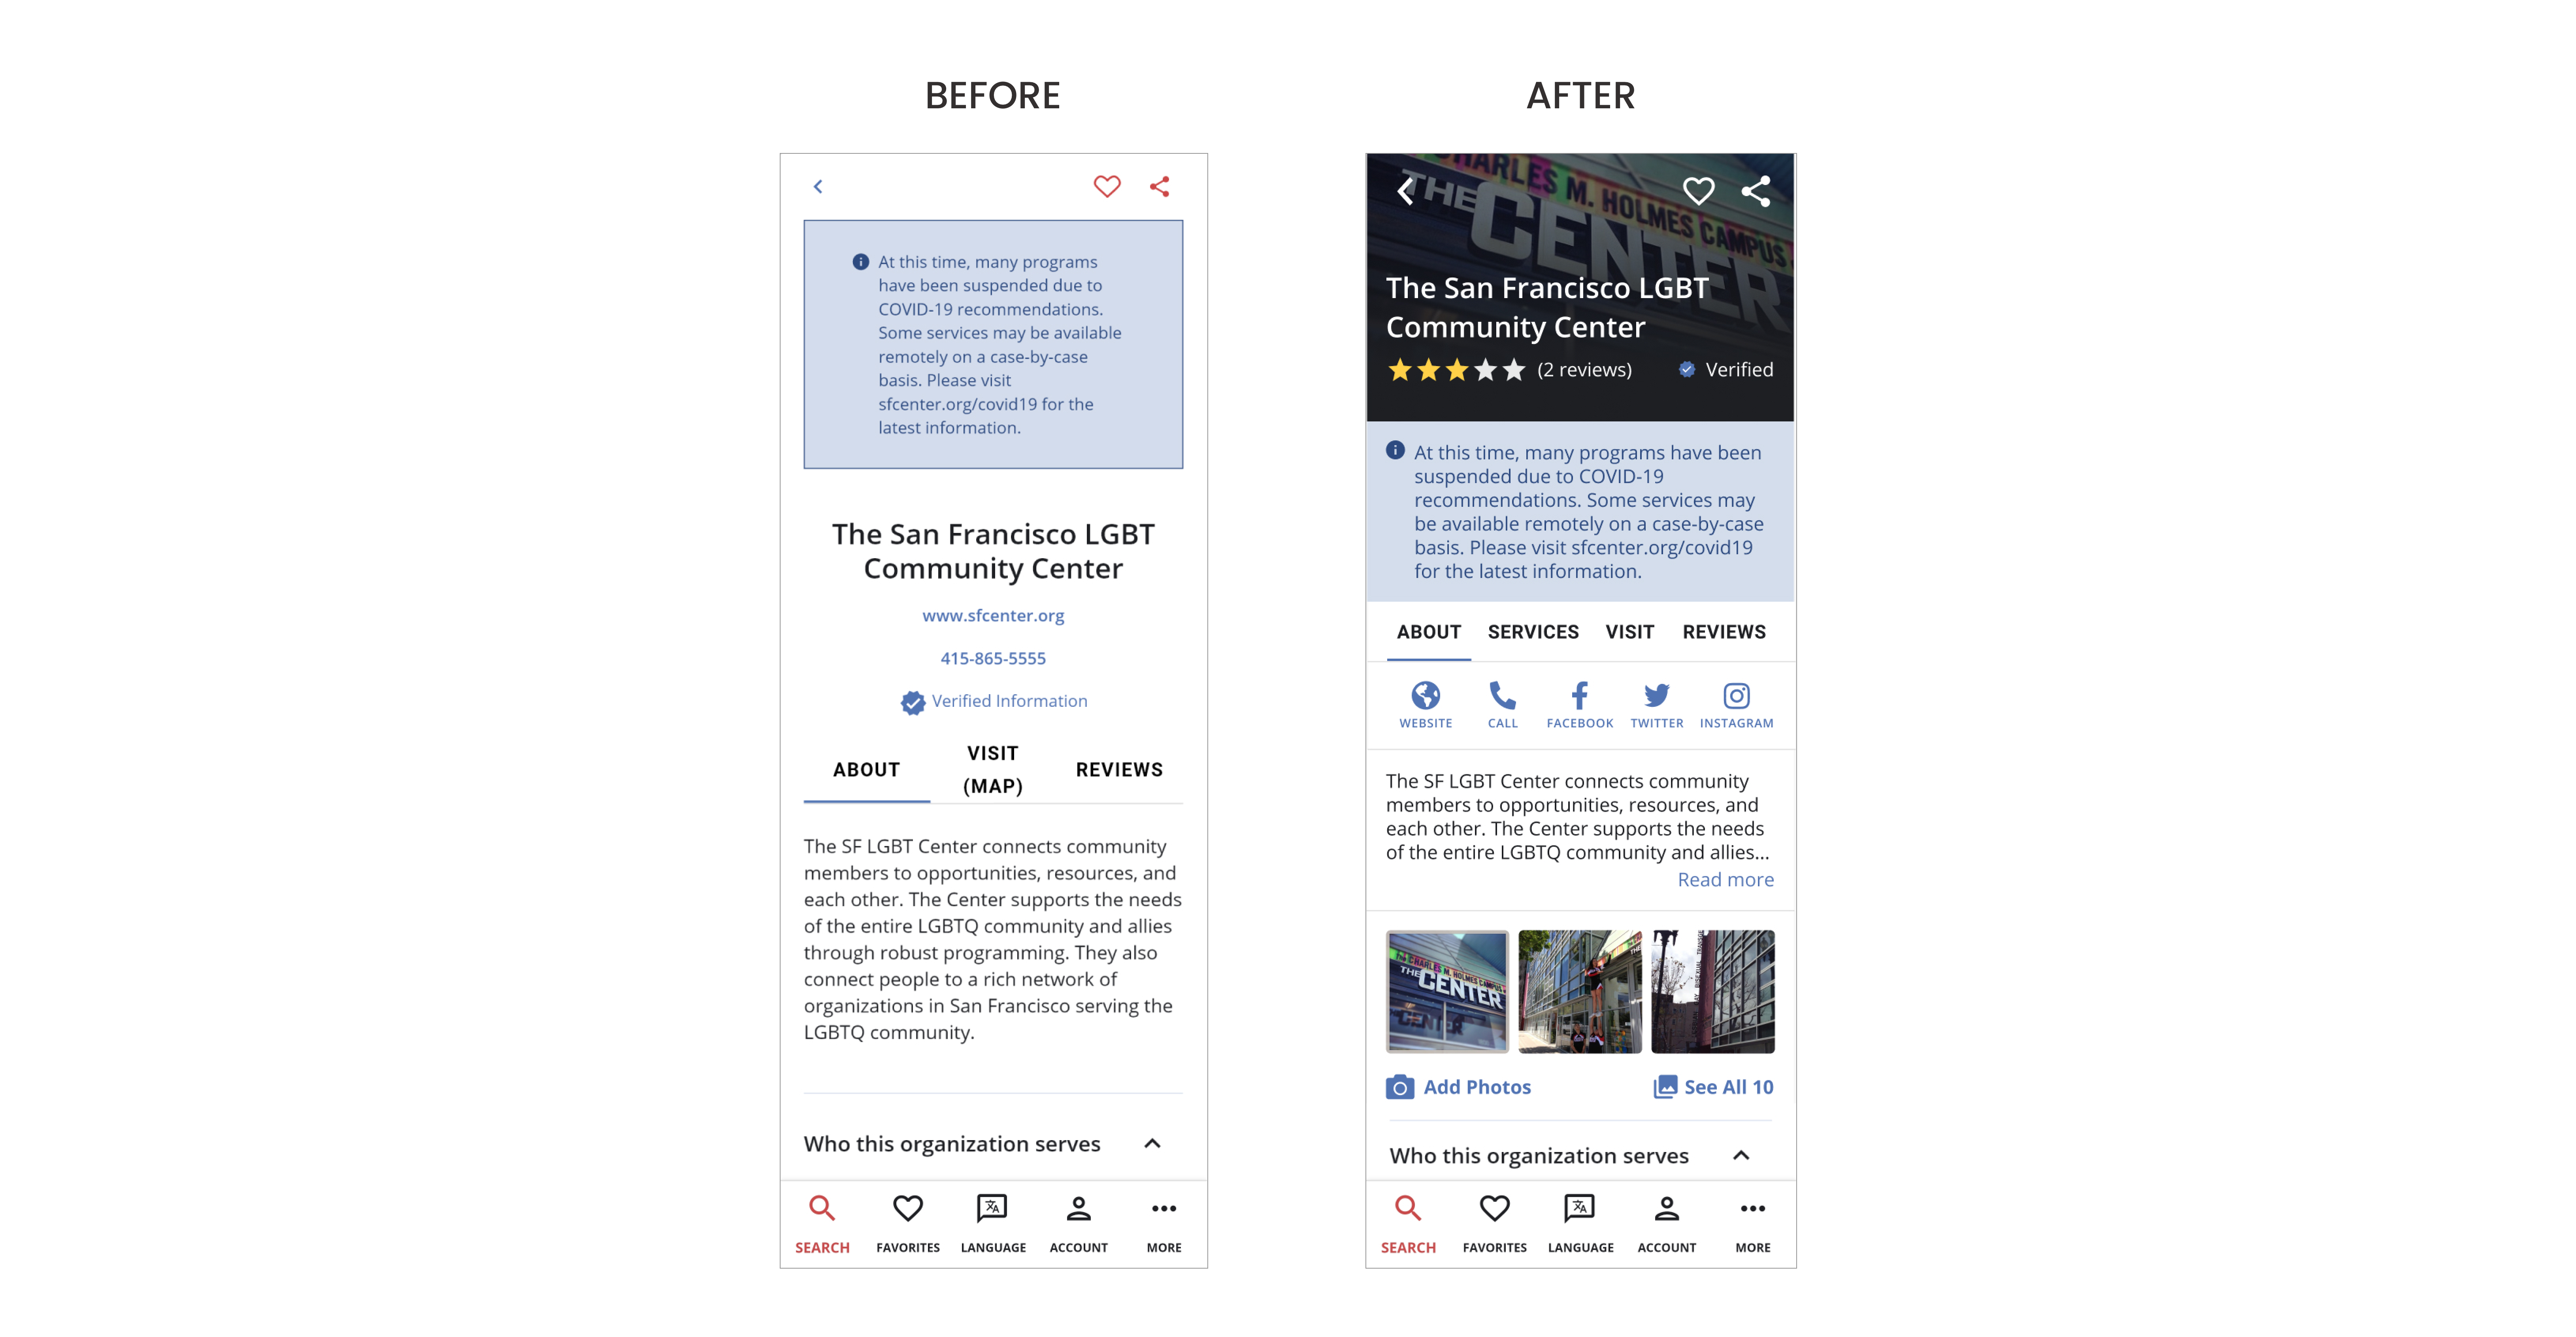 BEFORE
At this time, many programs
have been suspended due to
COVID-19 recommendations.
Some services may be available
remotely on a case-by-case
basis. Please visit
sfcenter.org/covid19 for the
latest information.
The San Francisco LGBT
Community Center
www.sfcenter.org
415-865-5555
Verified Information
ABOUT
VISIT
(MAP)
REVIEWS
The SF LGBT Center connects community
members to opportunities, resources, and
each other. The Center supports the needs
of the entire LGBTQ community and allies
through robust programming. They also
connect people to a rich network of
organizations in San Francisco serving the
LGBTQ community.
Who this organization serves
SEARCH FAVORITES LANGUAGE ACCOUNT MORE
AFTER
CHARLES M. HOLMES CAMPUS
THE
CENTER
The San Francisco LGBT
Community Center
(2 reviews) Verified
At this time, many programs have been
suspended due to COVID-19
recommendations. Some services may
be available remotely on a case-by-case
basis. Please visit sfcenter.org/covid19
for the latest information.
ABOUT SERVICES VISIT REVIEWS
WEBSITE CALL FACEBOOK TWITTER INSTAGRAM
The SF LGBT Center connects community
members to opportunities, resources, and
each other. The Center supports the needs
of the entire LGBTQ community and allies...
Read more
CHARLES M. HOLMES CAMPUS
THE
CENTER
CENTER
BISEXUAL
Add Photos See All 10
Who this organization serves
SEARCH FAVORITES LANGUAGE ACCOUNT MORE